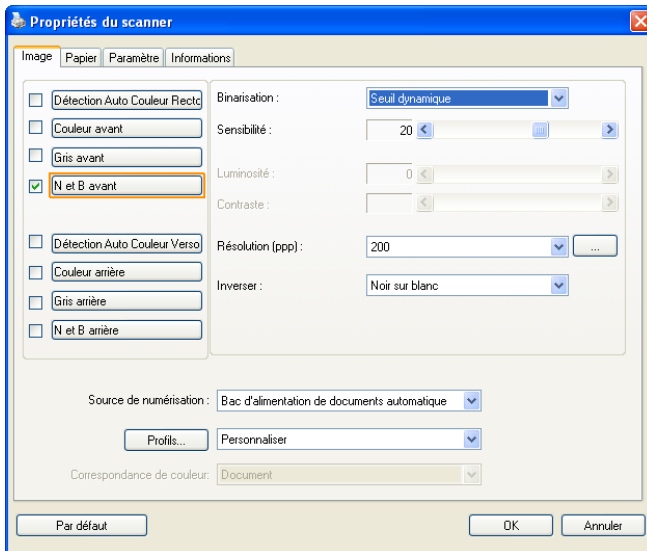 Propriétés du scanner
Image Papier Paramètre Informations
Détection Auto Couleur Recto
Couleur avant
Gris avant
N et B avant
Détection Auto Couleur Verso
Couleur arrière
Gris arrière
N et B arrière
Binarisation : Seuil dynamique
Sensibilité : 20
Luminosité : 0
Contraste :
Résolution (ppp) : 200 ...
Inverser : Noir sur blanc
Source de numérisation : Bac d'alimentation de documents automatique
Profils... Personnaliser
Correspondance de couleur: Document
Par défaut OK Annuler